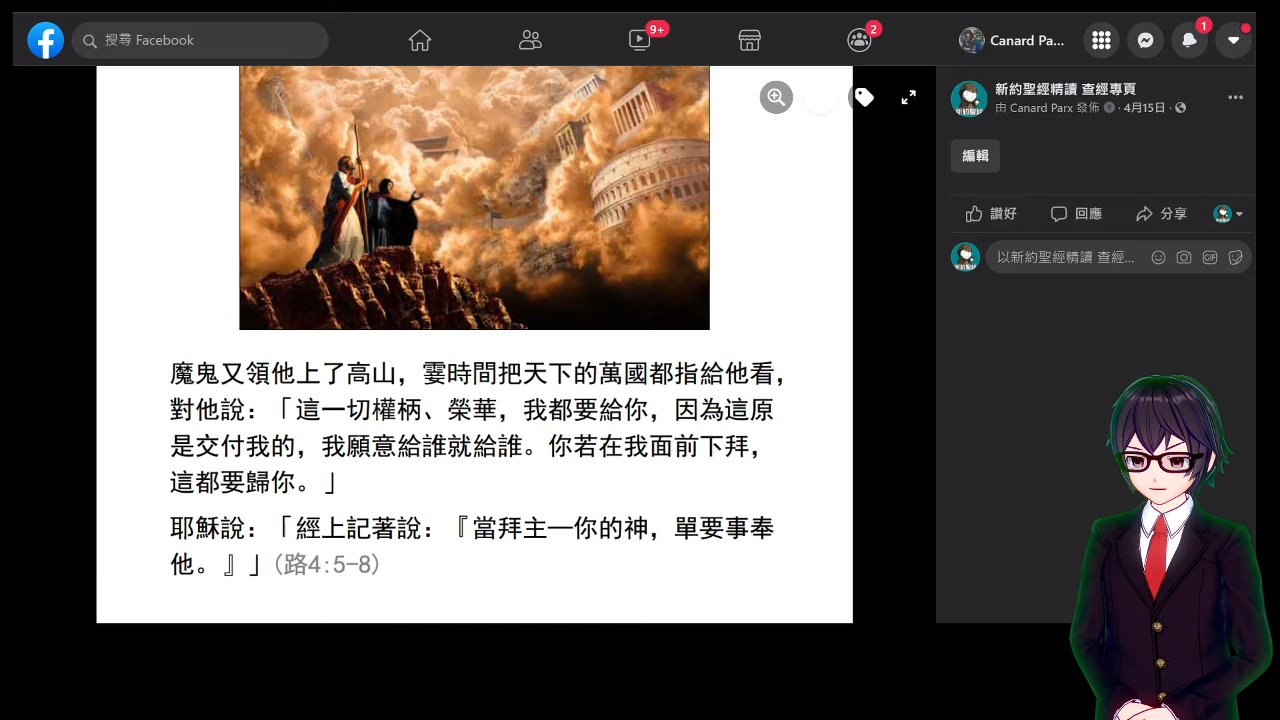 搜尋 Facebook
9+
2
Canard Pa...
1
新約聖經精讀 查經專頁
由 Canard Parx 發佈 · 4月15日 ·
編輯
讚好
回應
分享
以新約聖經精讀 查經...
GIF
魔鬼又領他上了高山，霎時間把天下的萬國都指給他看，
對他說：「這一切權柄、榮華，我都要給你，因為這原
是交付我的，我願意給誰就給誰。你若在我面前下拜，
這都要歸你。」
耶穌說：「經上記著說：『當拜主—你的神，單要事奉
他。』」（路4:5-8）